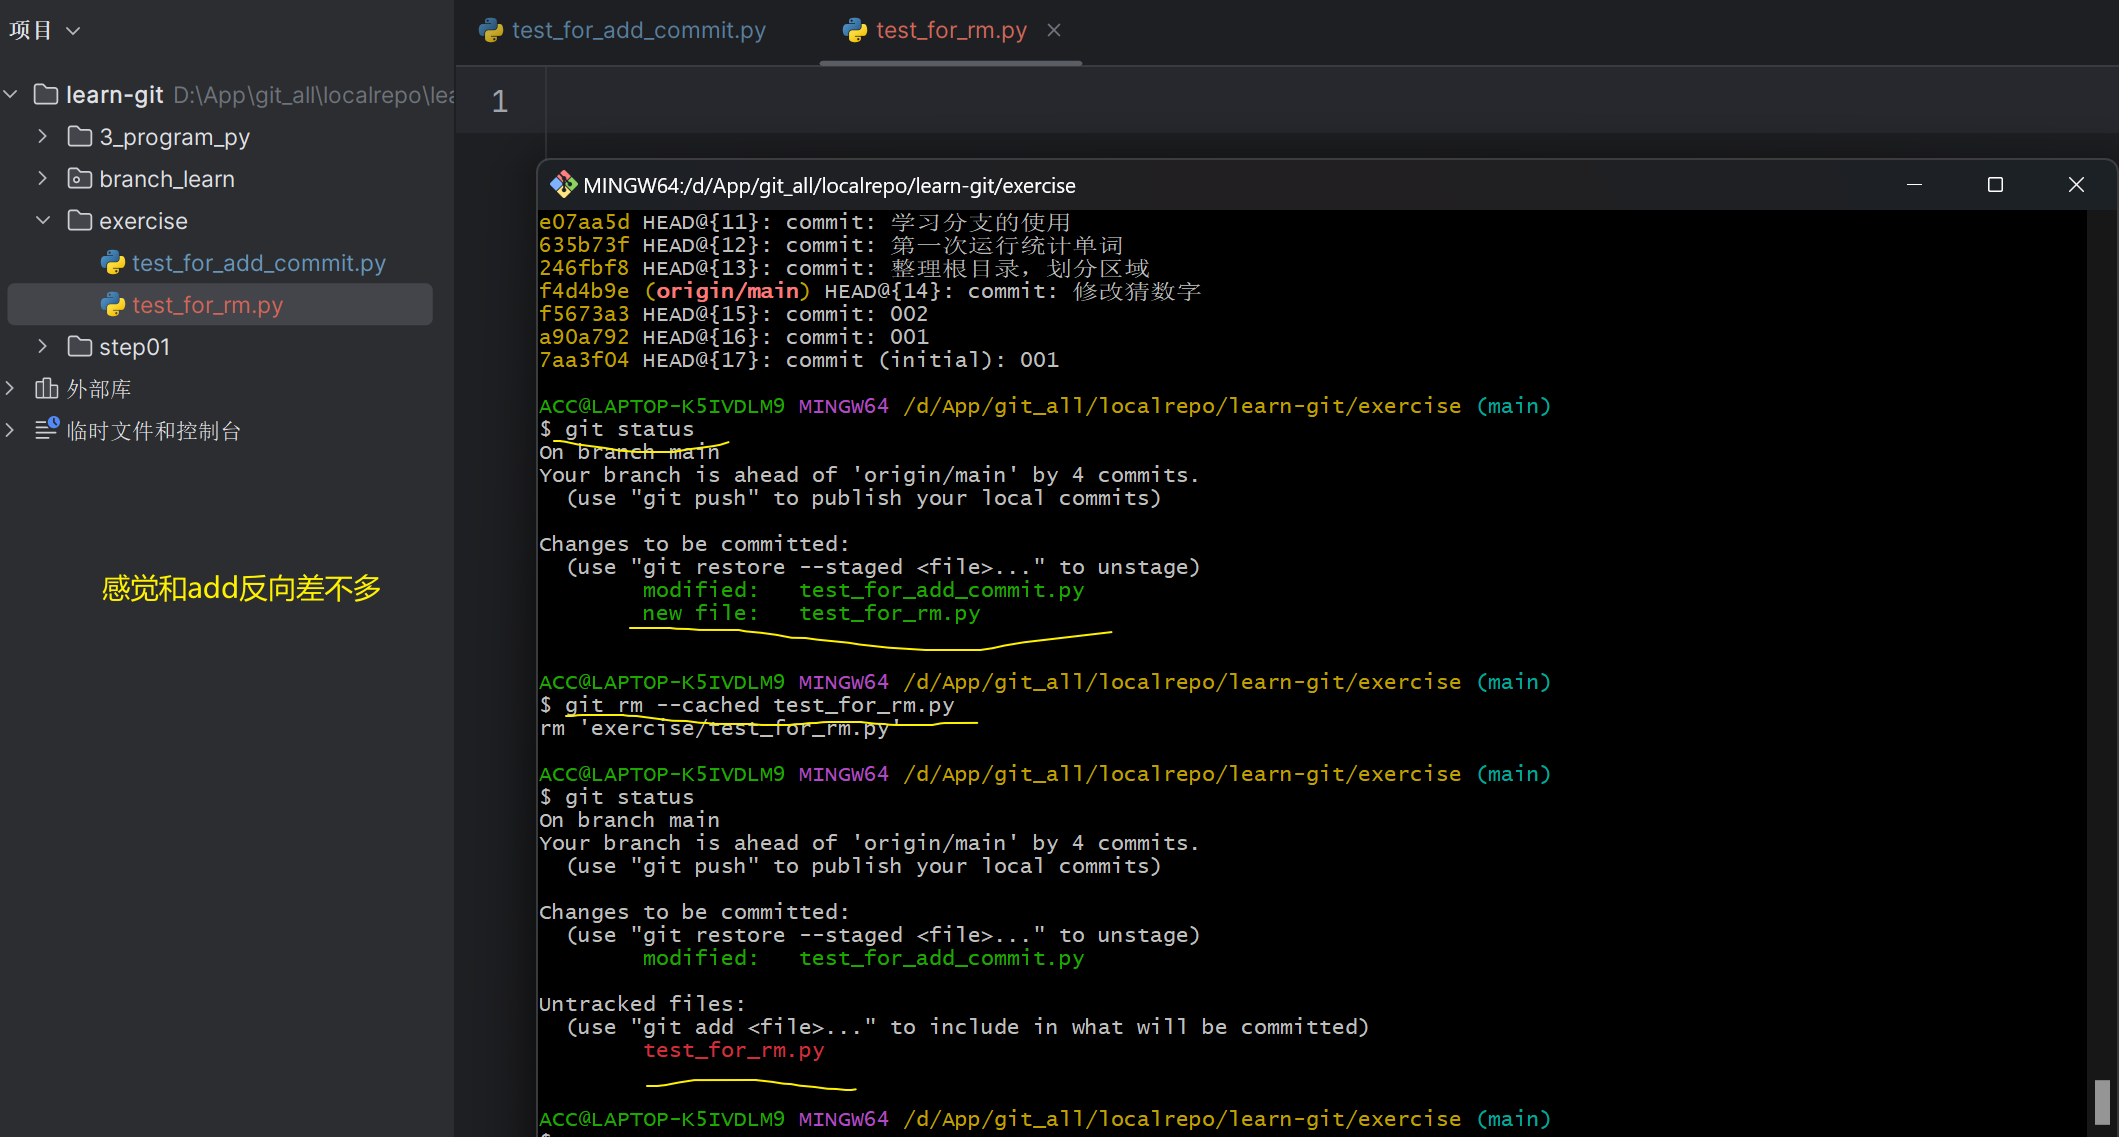 项目
test_for_add_commit.py
test_for_rm.py
learn-git D:\App\git_all\localrepo\lea
3_program_py
branch_learn
exercise
test_for_add_commit.py
test_for_rm.py
step01
外部库
临时文件和控制台
感觉和add反向差不多
1
MINGW64:/d/App/git_all/localrepo/learn-git/exercise
e07aa5d HEAD@{11}: commit: 学习分支的使用
635b73f HEAD@{12}: commit: 第一次运行统计单词
246fbf8 HEAD@{13}: commit: 整理根目录，划分区域
f4d4b9e (origin/main) HEAD@{14}: commit: 修改猜数字
f5673a3 HEAD@{15}: commit: 002
a90a792 HEAD@{16}: commit: 001
7aa3f04 HEAD@{17}: commit (initial): 001
ACC@LAPTOP-K5IVDLM9 MINGW64 /d/App/git_all/localrepo/learn-git/exercise (main)
$ git status
On branch main
Your branch is ahead of 'origin/main' by 4 commits.
(use "git push" to publish your local commits)
Changes to be committed:
(use "git restore --staged <file>..." to unstage)
modified: test_for_add_commit.py
new file: test_for_rm.py
ACC@LAPTOP-K5IVDLM9 MINGW64 /d/App/git_all/localrepo/learn-git/exercise (main)
$ git rm --cached test_for_rm.py
rm 'exercise/test_for_rm.py'
ACC@LAPTOP-K5IVDLM9 MINGW64 /d/App/git_all/localrepo/learn-git/exercise (main)
$ git status
On branch main
Your branch is ahead of 'origin/main' by 4 commits.
(use "git push" to publish your local commits)
Changes to be committed:
(use "git restore --staged <file>..." to unstage)
modified: test_for_add_commit.py
Untracked files:
(use "git add <file>..." to include in what will be committed)
test_for_rm.py
ACC@LAPTOP-K5IVDLM9 MINGW64 /d/App/git_all/localrepo/learn-git/exercise (main)
$